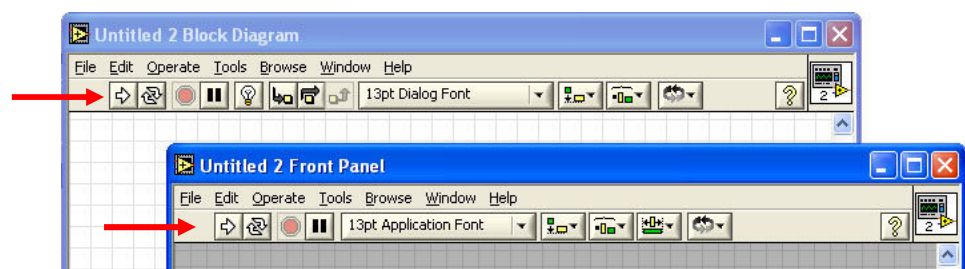 Untitled 2 Block Diagram
File Edit Operate Tools Browse Window Help
13pt Dialog Font
?
2
Untitled 2 Front Panel
File Edit Operate Tools Browse Window Help
13pt Application Font
?
2